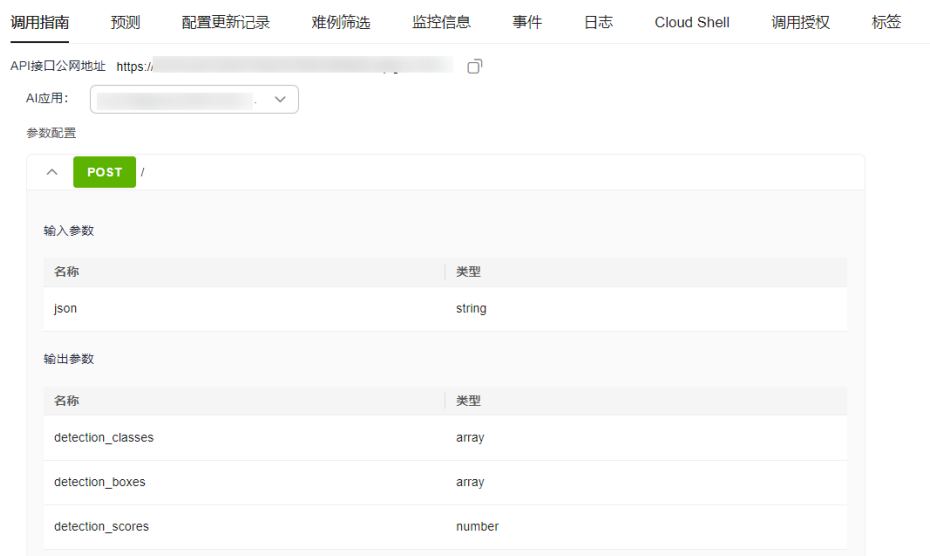 调用指南 预测 配置更新记录 难例筛选 监控信息 事件 日志 Cloud Shell 调用授权 标签
API接口公网地址 https:/
AI应用：
参数配置
POST /
输入参数
名称 类型
json string
输出参数
名称 类型
detection_classes array
detection_boxes array
detection_scores number